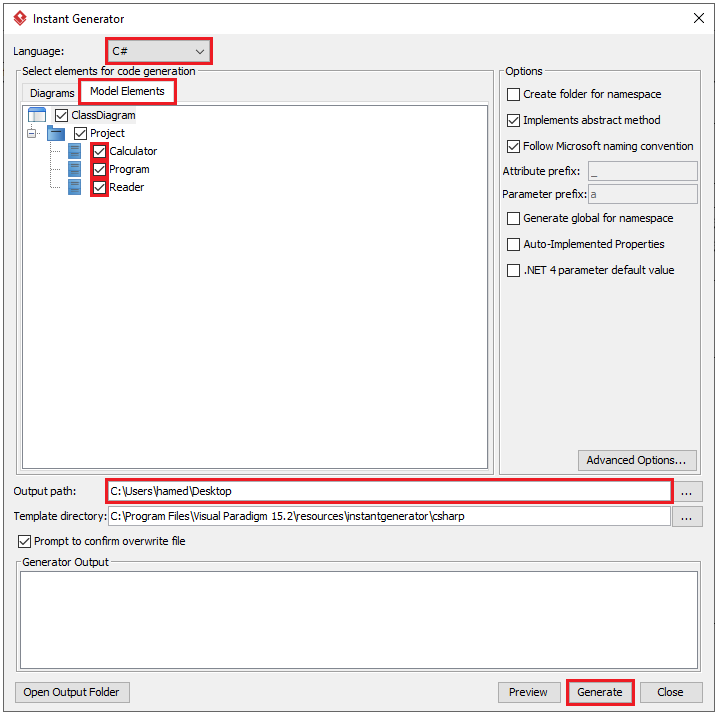 Instant Generator
Language: C#
Select elements for code generation
Diagrams Model Elements
ClassDiagram
Project
Calculator
Program
Reader
Options
Create folder for namespace
Implements abstract method
Follow Microsoft naming convention
Attribute prefix: _
Parameter prefix: a
Generate global for namespace
Auto-Implemented Properties
.NET 4 parameter default value
Advanced Options...
Output path: C:\Users\hamed\Desktop ...
Template directory: C:\Program Files\Visual Paradigm 15.2\resources\instantgenerator\csharp ...
Prompt to confirm overwrite file
Generator Output
Open Output Folder Preview Generate Close